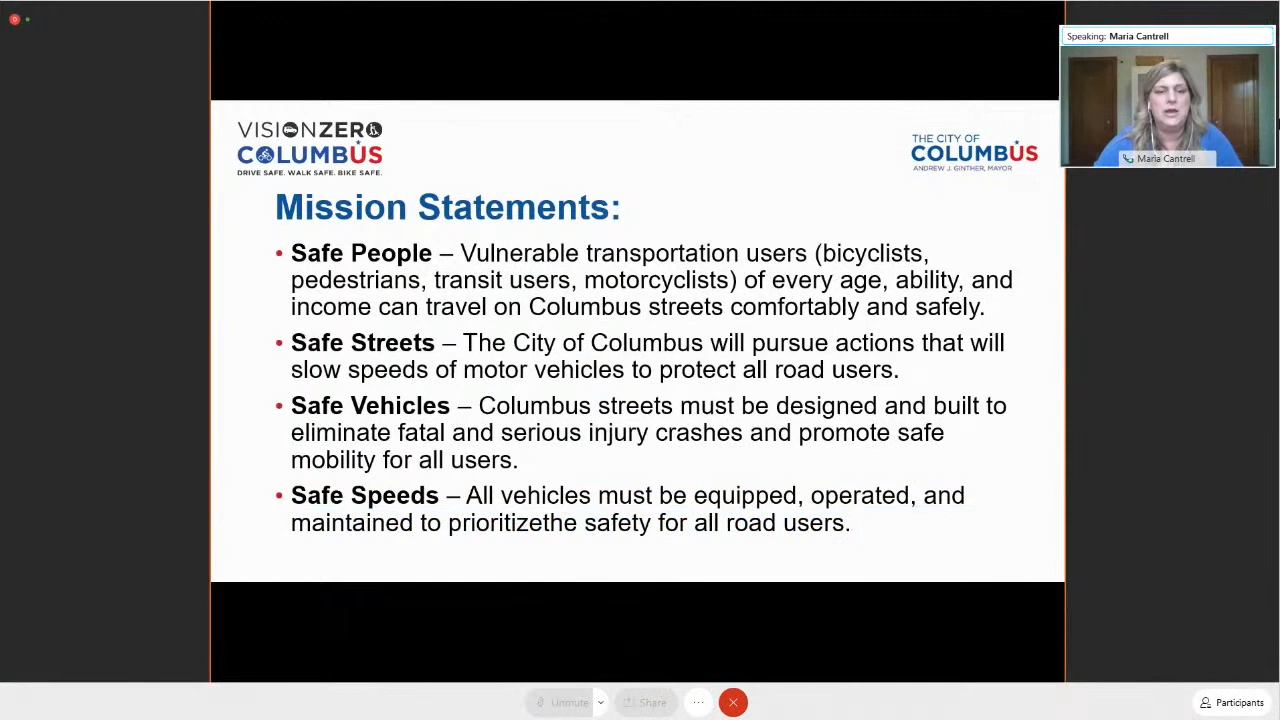 Speaking: Maria Cantrell
Maria Cantrell
VISIONZERO
COLUMBUS
DRIVE SAFE. WALK SAFE. BIKE SAFE.
THE CITY OF
COLUMBUS
ANDREW J. GINTHER, MAYOR
Mission Statements:
• Safe People – Vulnerable transportation users (bicyclists,
pedestrians, transit users, motorcyclists) of every age, ability, and
income can travel on Columbus streets comfortably and safely.
• Safe Streets – The City of Columbus will pursue actions that will
slow speeds of motor vehicles to protect all road users.
• Safe Vehicles – Columbus streets must be designed and built to
eliminate fatal and serious injury crashes and promote safe
mobility for all users.
• Safe Speeds – All vehicles must be equipped, operated, and
maintained to prioritizethe safety for all road users.
Unmute
Share
Participants